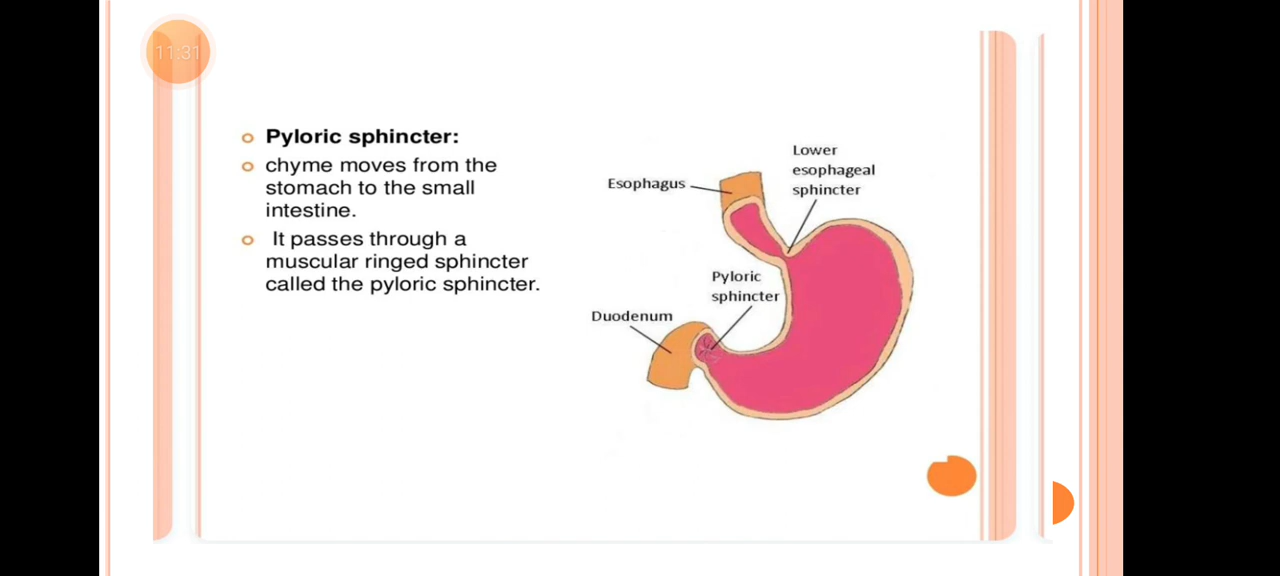 11:31
Pyloric sphincter:
chyme moves from the
stomach to the small
intestine.
It passes through a
muscular ringed sphincter
called the pyloric sphincter.
Lower
esophageal
sphincter
Esophagus
Pyloric
sphincter
Duodenum